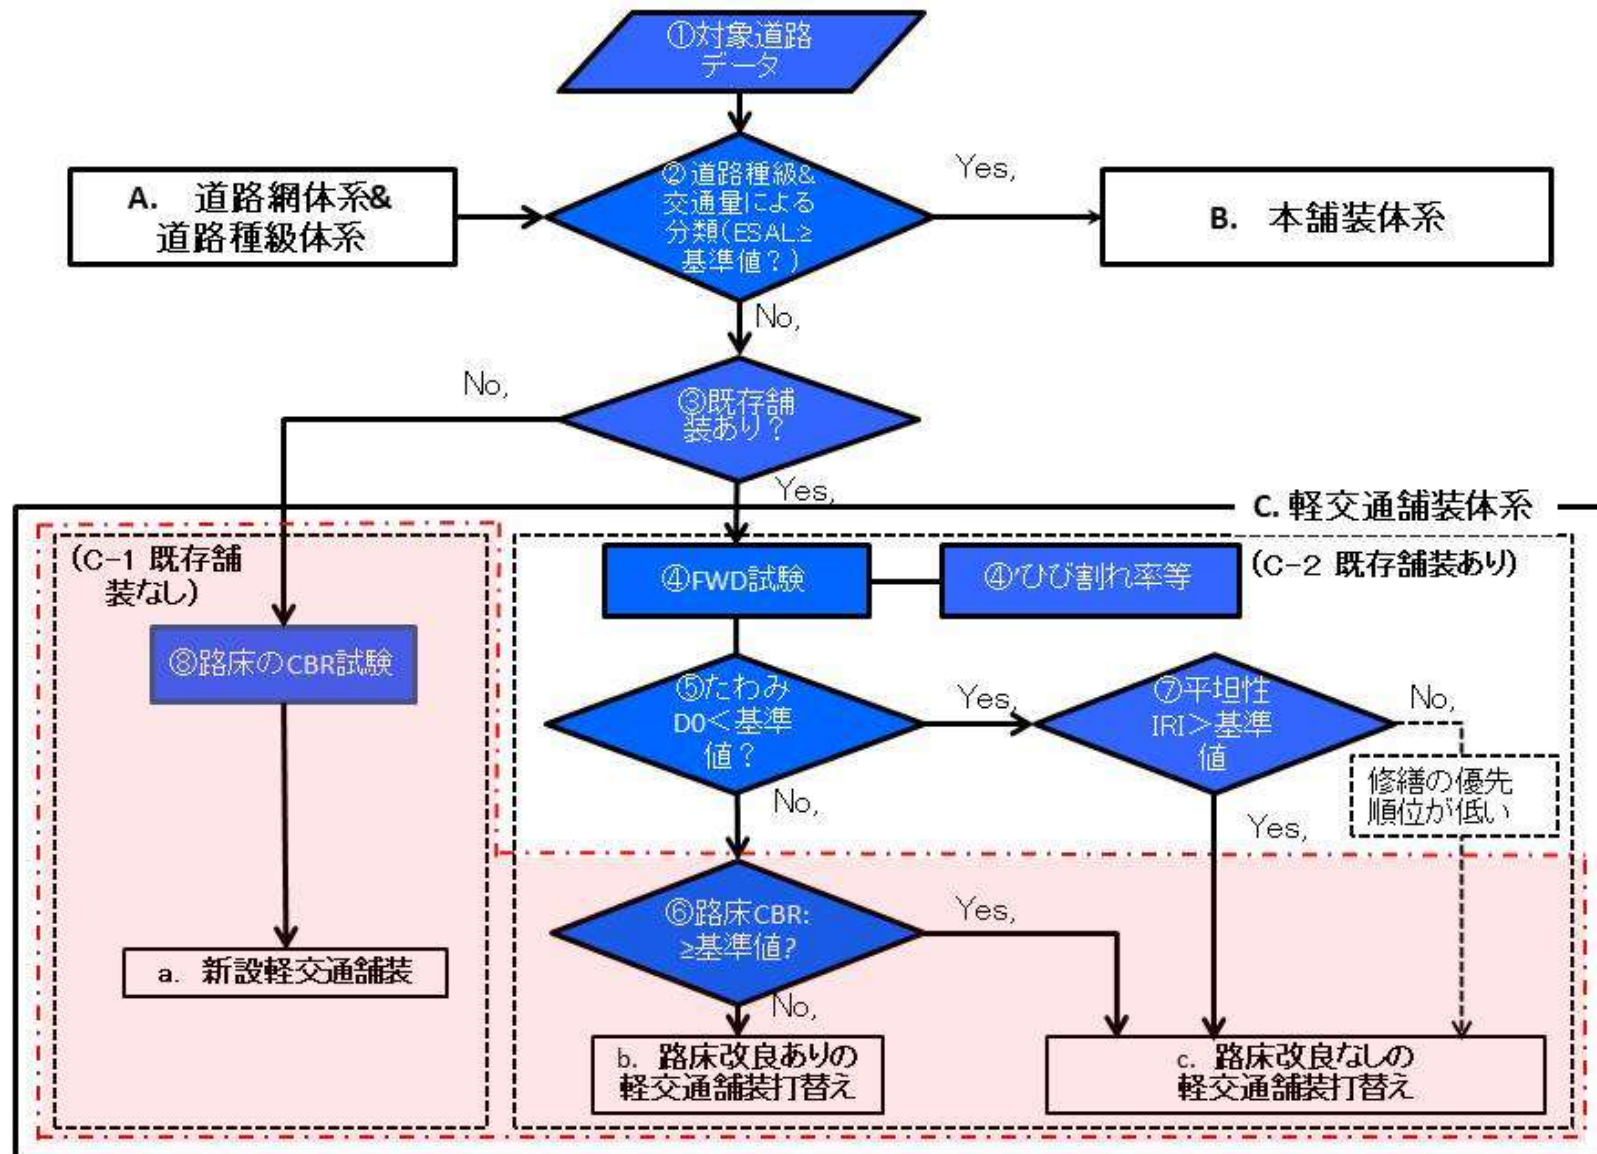 ①対象道路
データ
A. 道路網体系&
道路種級体系
②道路種級&
交通量による
分類(ESAL≥
基準値?)
Yes,
B. 本舗装体系
No,
③既存舗
装あり?
No,
Yes,
C. 軽交通舗装体系
(C-1 既存舗
装なし)
④FWD試験
④'ひび割れ率等
(C-2 既存舗装あり)
⑧路床のCBR試験
⑤たわみ
D0<基準
値?
Yes,
⑦平坦性
IRI>基準
値
No,
修繕の優先
順位が低い
No,
Yes,
⑥路床CBR:
≥基準値?
Yes,
a. 新設軽交通舗装
No,
b. 路床改良ありの
軽交通舗装打替え
c. 路床改良なしの
軽交通舗装打替え